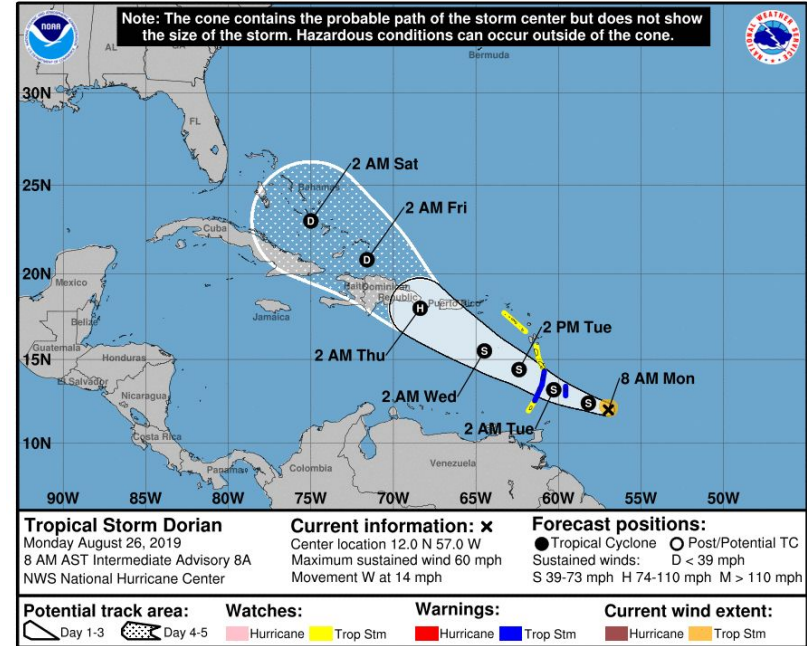 Note: The cone contains the probable path of the storm center but does not show
the size of the storm. Hazardous conditions can occur outside of the cone.
NOAA
NATIONAL WEATHER SERVICE
AL
Bermuda
30N
FL
2 AM Sat
25N
Bahamas
2 AM Fri
D
Cuba
D
20N
Mexico
Haiti
Dominican
Republic
Puerto Rico
H
Jamaica
Belize
2 PM Tue
Guatemala
Honduras
2 AM Thu
S
15N
S
8 AM Mon
El Salvador
Nicaragua
2 AM Wed
S
S
2 AM Tue
10N
Costa Rica
Panama
Colombia
Venezuela
90W 85W 80W 75W 70W 65W 60W 55W 50W
Tropical Storm Dorian
Monday August 26, 2019
8 AM AST Intermediate Advisory 8A
NWS National Hurricane Center
Current information: x
Center location 12.0 N 57.0 W
Maximum sustained wind 60 mph
Movement W at 14 mph
Forecast positions:
Tropical Cyclone Post/Potential TC
Sustained winds: D < 39 mph
S 39-73 mph H 74-110 mph M > 110 mph
Potential track area:
Day 1-3 Day 4-5
Watches:
Hurricane Trop Stm
Warnings:
Hurricane Trop Stm
Current wind extent:
Hurricane Trop Stm